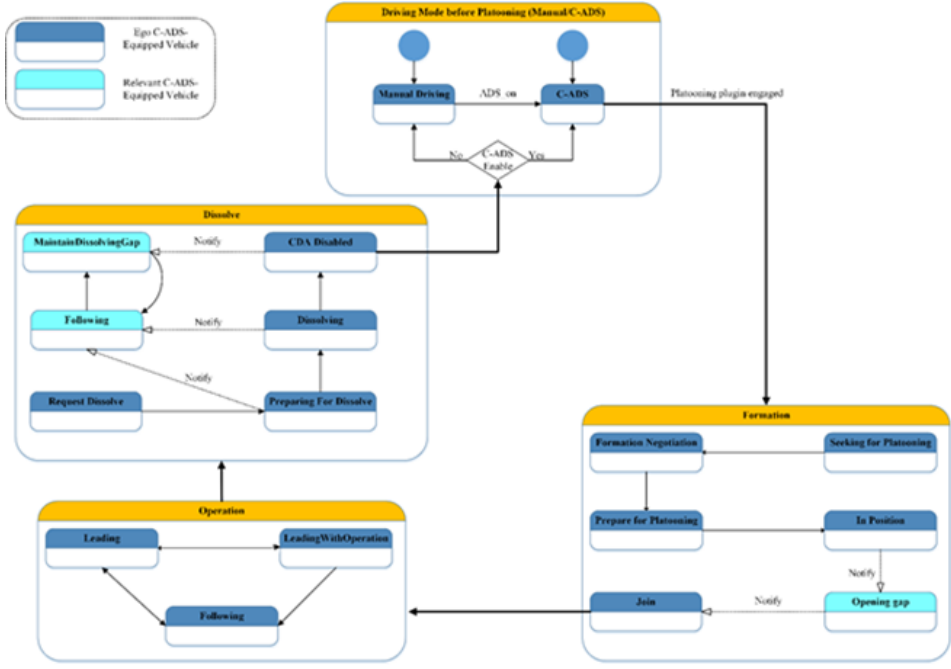 Driving Mode before Platooning (Manual/C-ADS)
Ego C-ADS-
Equipped Vehicle
Relevant C-ADS-
Equipped Vehicle
Manual Driving
ADS_on
C-ADS
Platooning plugin engaged
No
C-ADS
Enable
Yes
Dissolve
MaintainDissolvingGap
Notify
CDA Disabled
Following
Notify
Dissolving
Notify
Request Dissolve
Preparing For Dissolve
Formation
Formation Negotiation
Seeking for Platooning
Prepare for Platooning
In Position
Notify
Join
Notify
Opening gap
Operation
Leading
LeadingWithOperation
Following